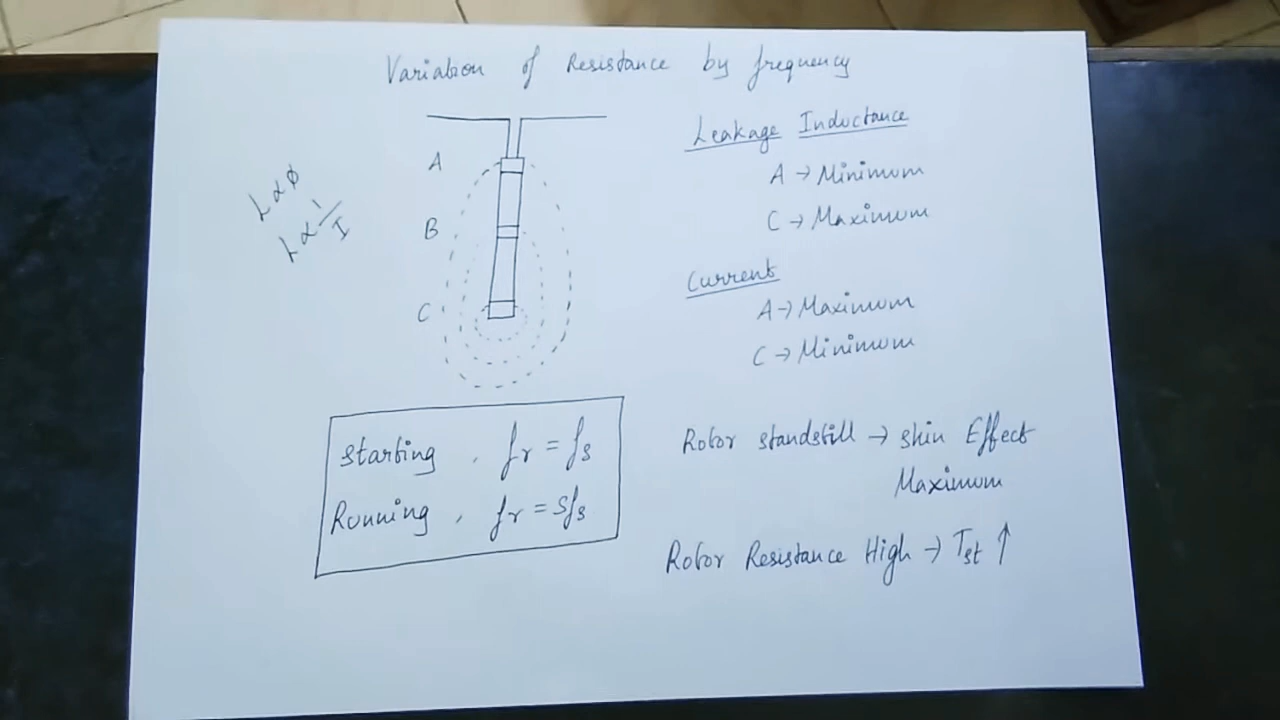 Variation of Resistance by frequency
L α φ
L α 1/I
A
B
C
Leakage Inductance
A → Minimum
C → Maximum
Current
A → Maximum
C → Minimum
Starting , fr = fs
Running , fr = sfs
Rotor standstill → Skin Effect
Maximum
Rotor Resistance High → Tst ↑